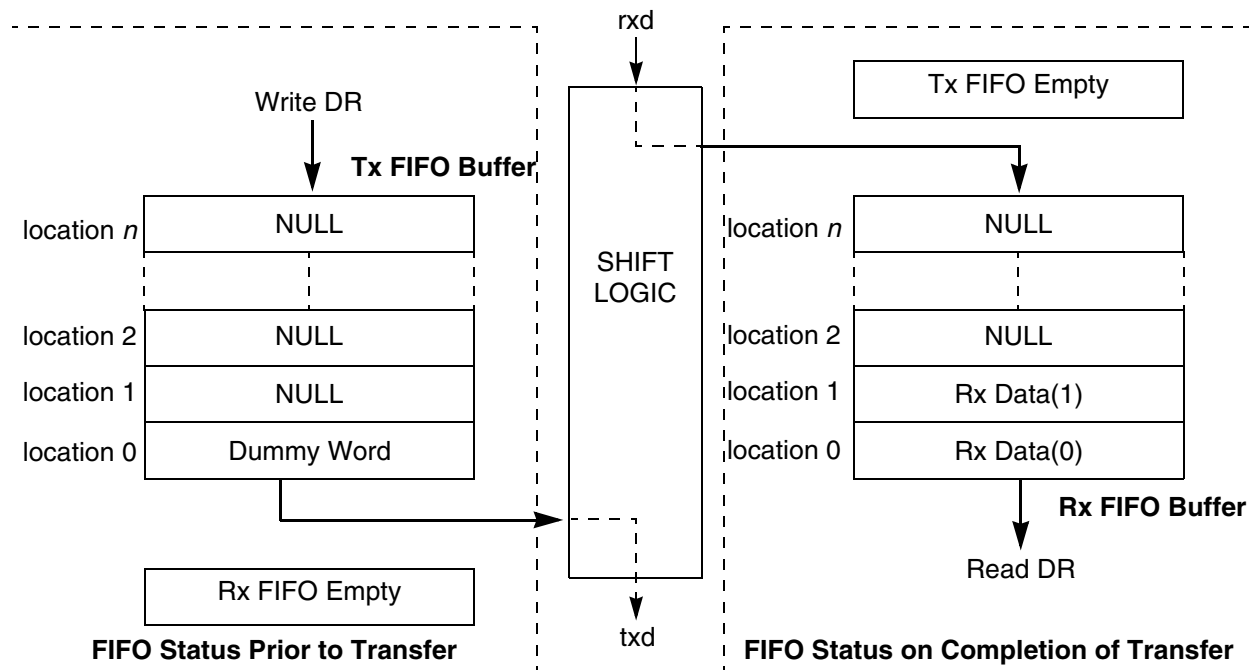 rxd
Write DR
Tx FIFO Buffer
location n
NULL
location 2
NULL
location 1
NULL
location 0
Dummy Word
Rx FIFO Empty
FIFO Status Prior to Transfer
SHIFT
LOGIC
txd
Tx FIFO Empty
location n
NULL
location 2
NULL
location 1
Rx Data(1)
location 0
Rx Data(0)
Rx FIFO Buffer
Read DR
FIFO Status on Completion of Transfer